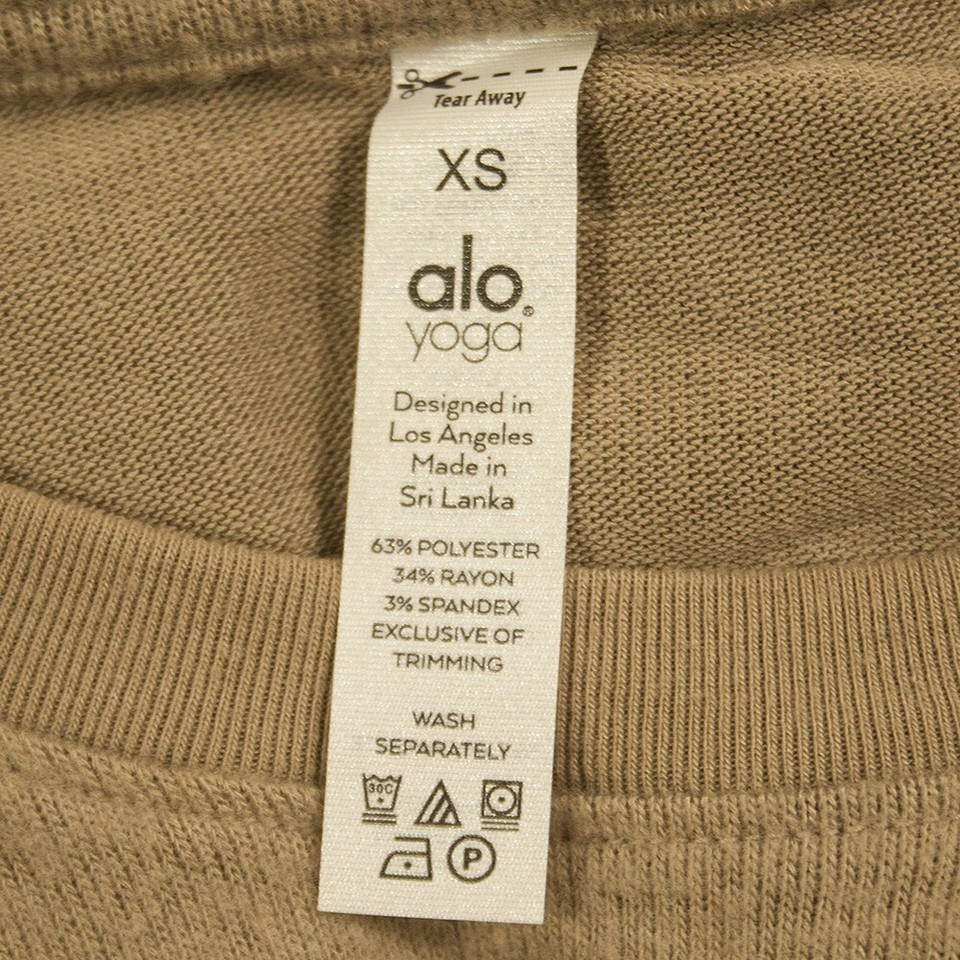 Tear Away
XS
alo®
yoga
Designed in
Los Angeles
Made in
Sri Lanka
63% POLYESTER
34% RAYON
3% SPANDEX
EXCLUSIVE OF
TRIMMING
WASH
SEPARATELY
30C
P